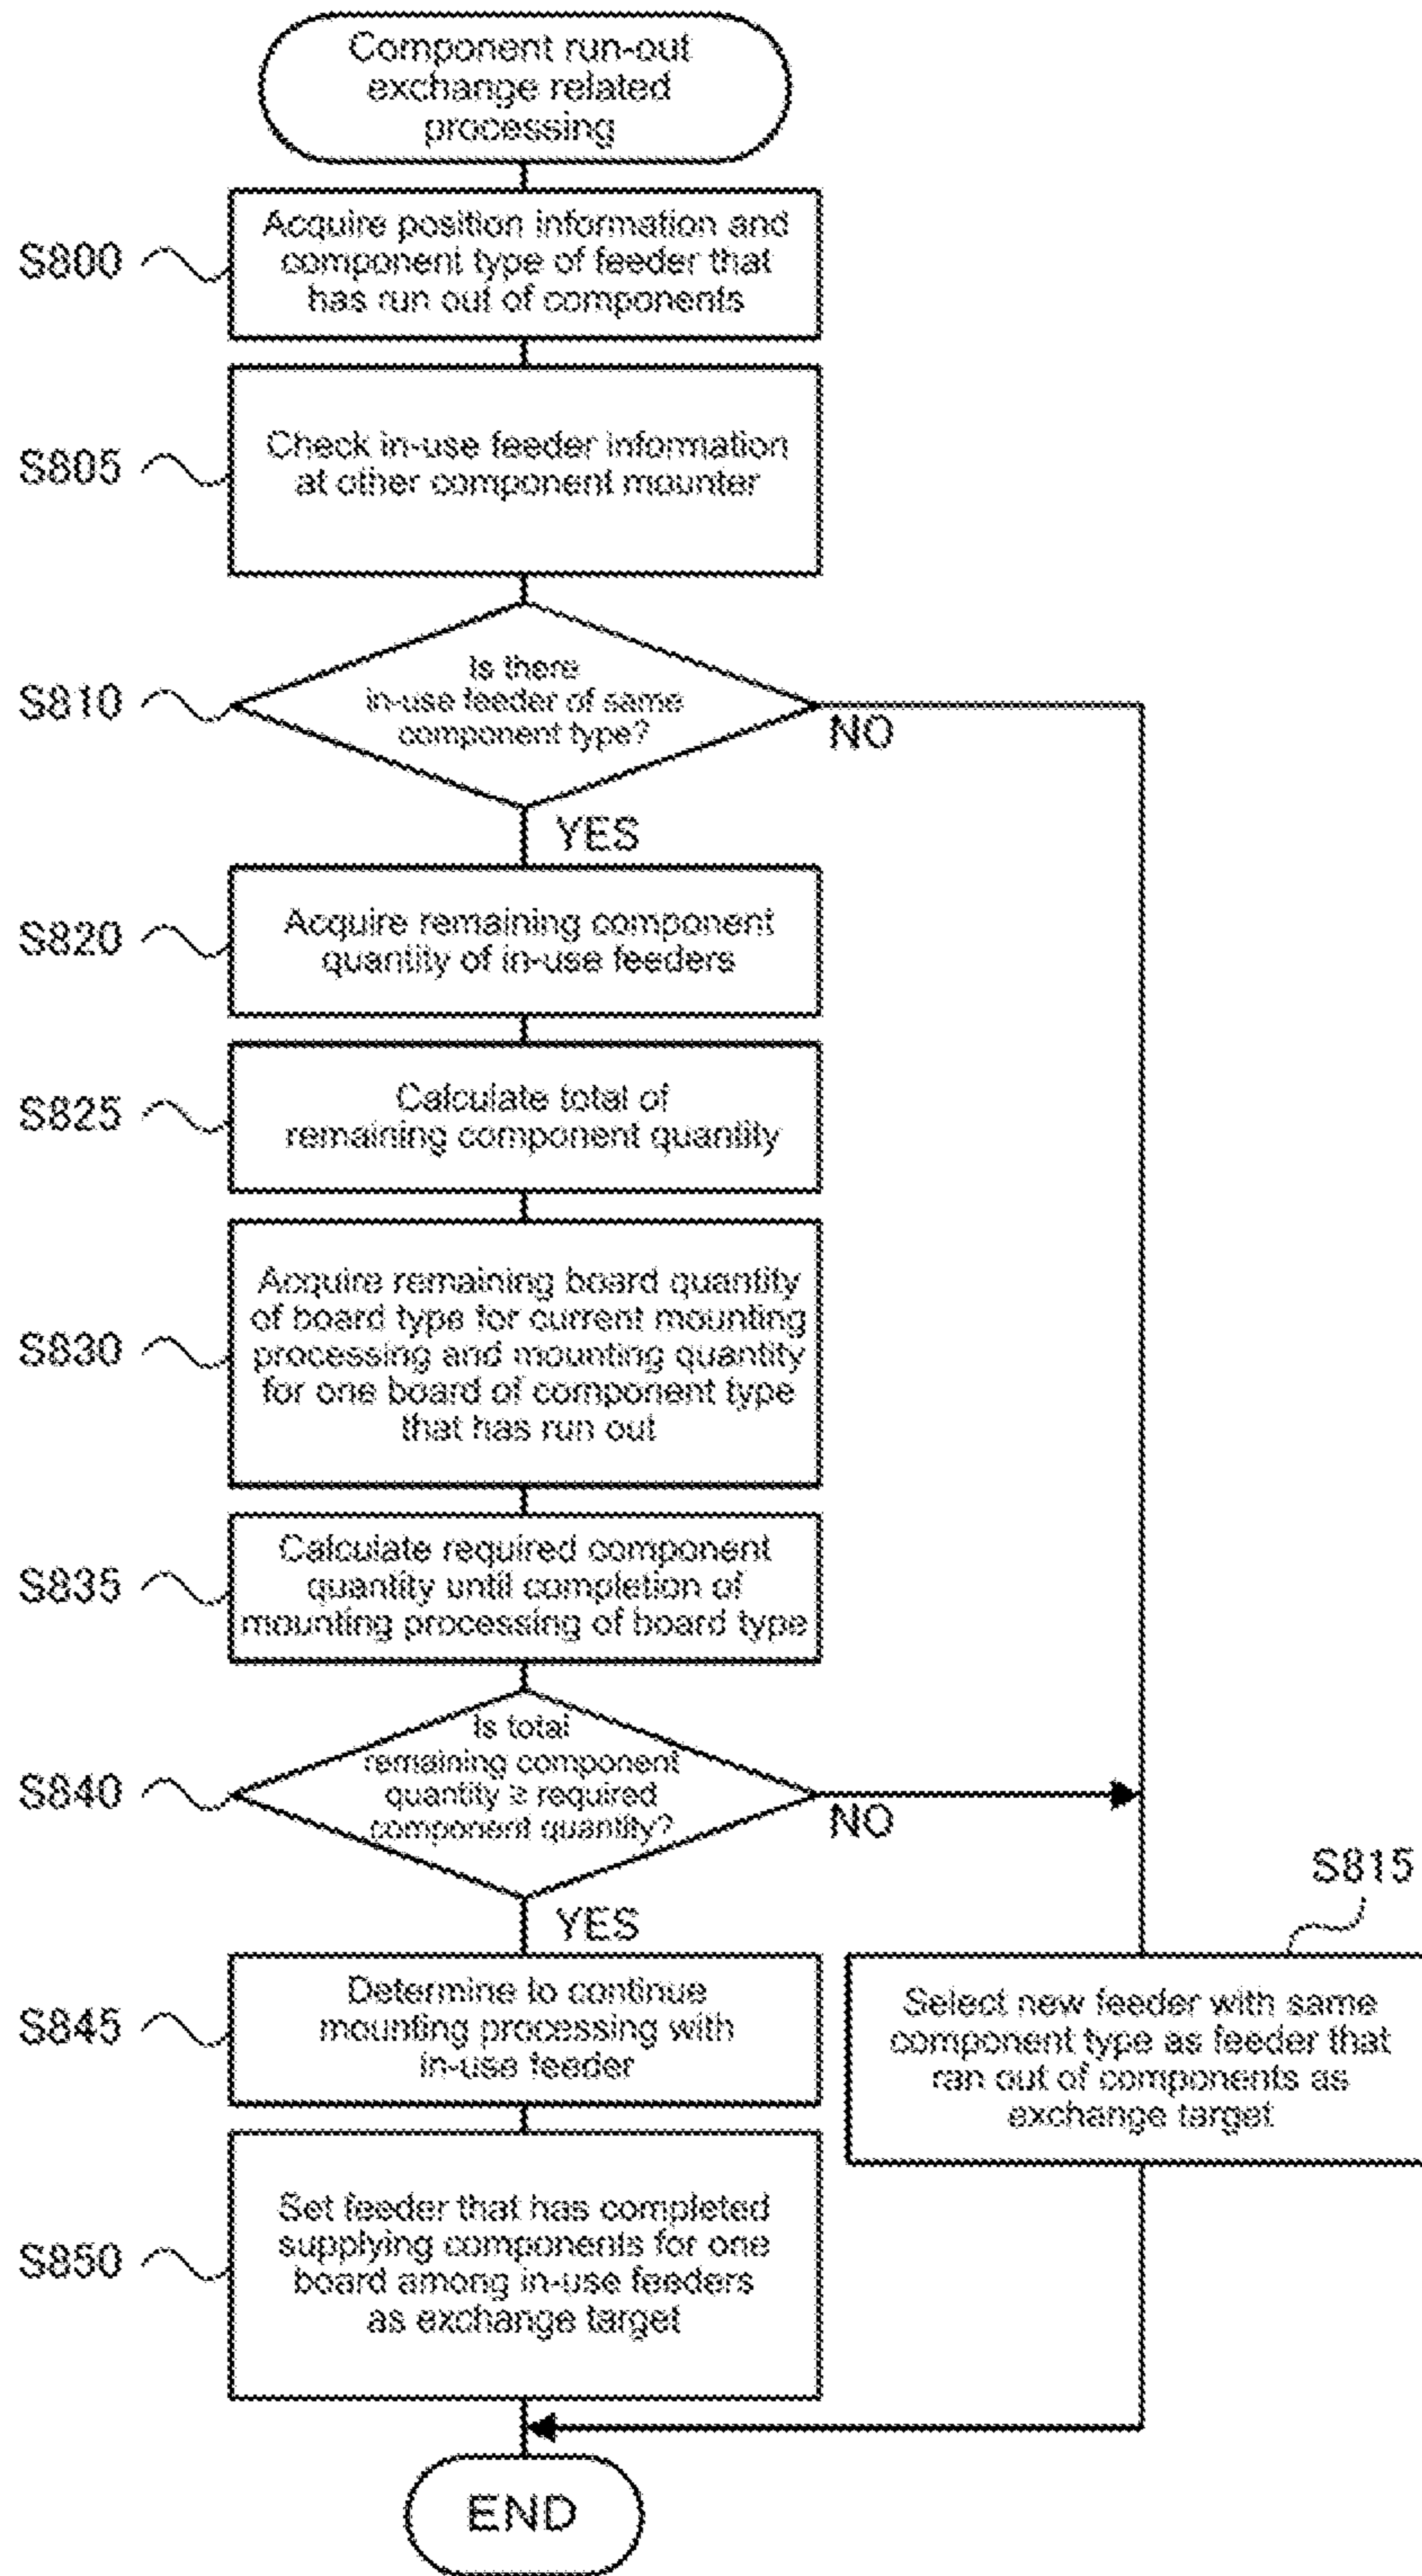 Component run-out
exchange related
processing
S800
Acquire position information and
component type of feeder that
has run out of components
S805
Check in-use feeder information
at other component mounter
S810
Is there
in-use feeder of same
component type?
NO
YES
S820
Acquire remaining component
quantity of in-use feeders
S825
Calculate total of
remaining component quantity
S830
Acquire remaining board quantity
of board type for current mounting
processing and mounting quantity
for one board of component type
that has run out
S835
Calculate required component
quantity until completion of
mounting processing of board type
S840
Is total
remaining component
quantity ≥ required
component quantity?
NO
YES
S815
Select new feeder with same
component type as feeder that
ran out of components as
exchange target
S845
Determine to continue
mounting processing with
in-use feeder
S850
Set feeder that has completed
supplying components for one
board among in-use feeders
as exchange target
END